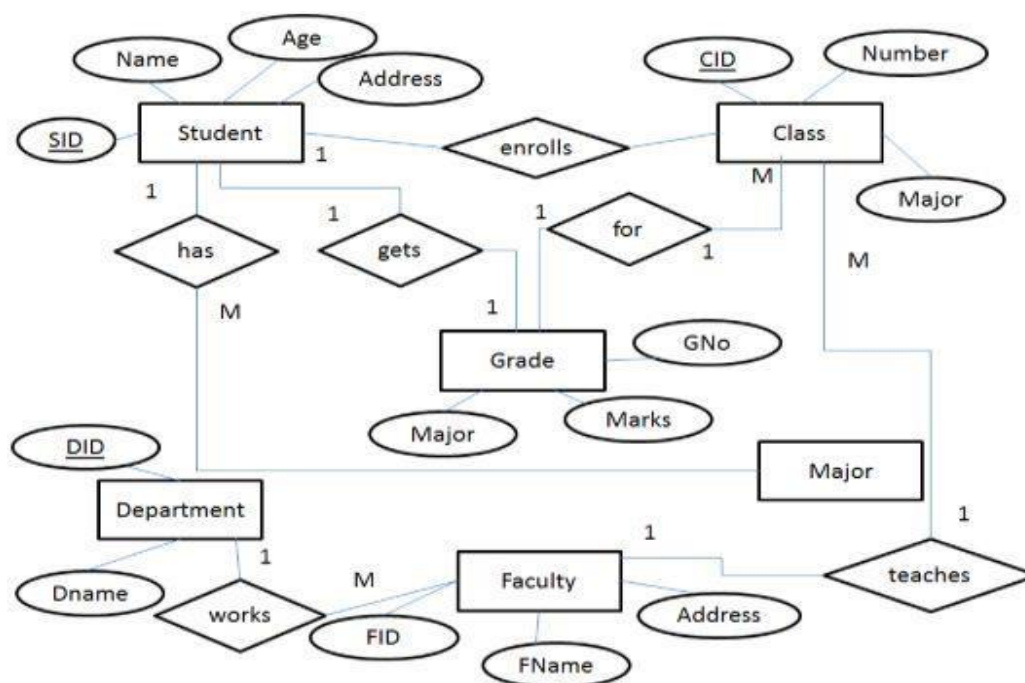 Age
Name
Address
CID
Number
SID
Student
enrolls
Class
1
1
M
Major
1
1
for
1
has
gets
M
M
1
GNo
Grade
Major
Marks
DID
Major
Department
1
1
1
M
Faculty
teaches
Dname
works
FID
Address
FName